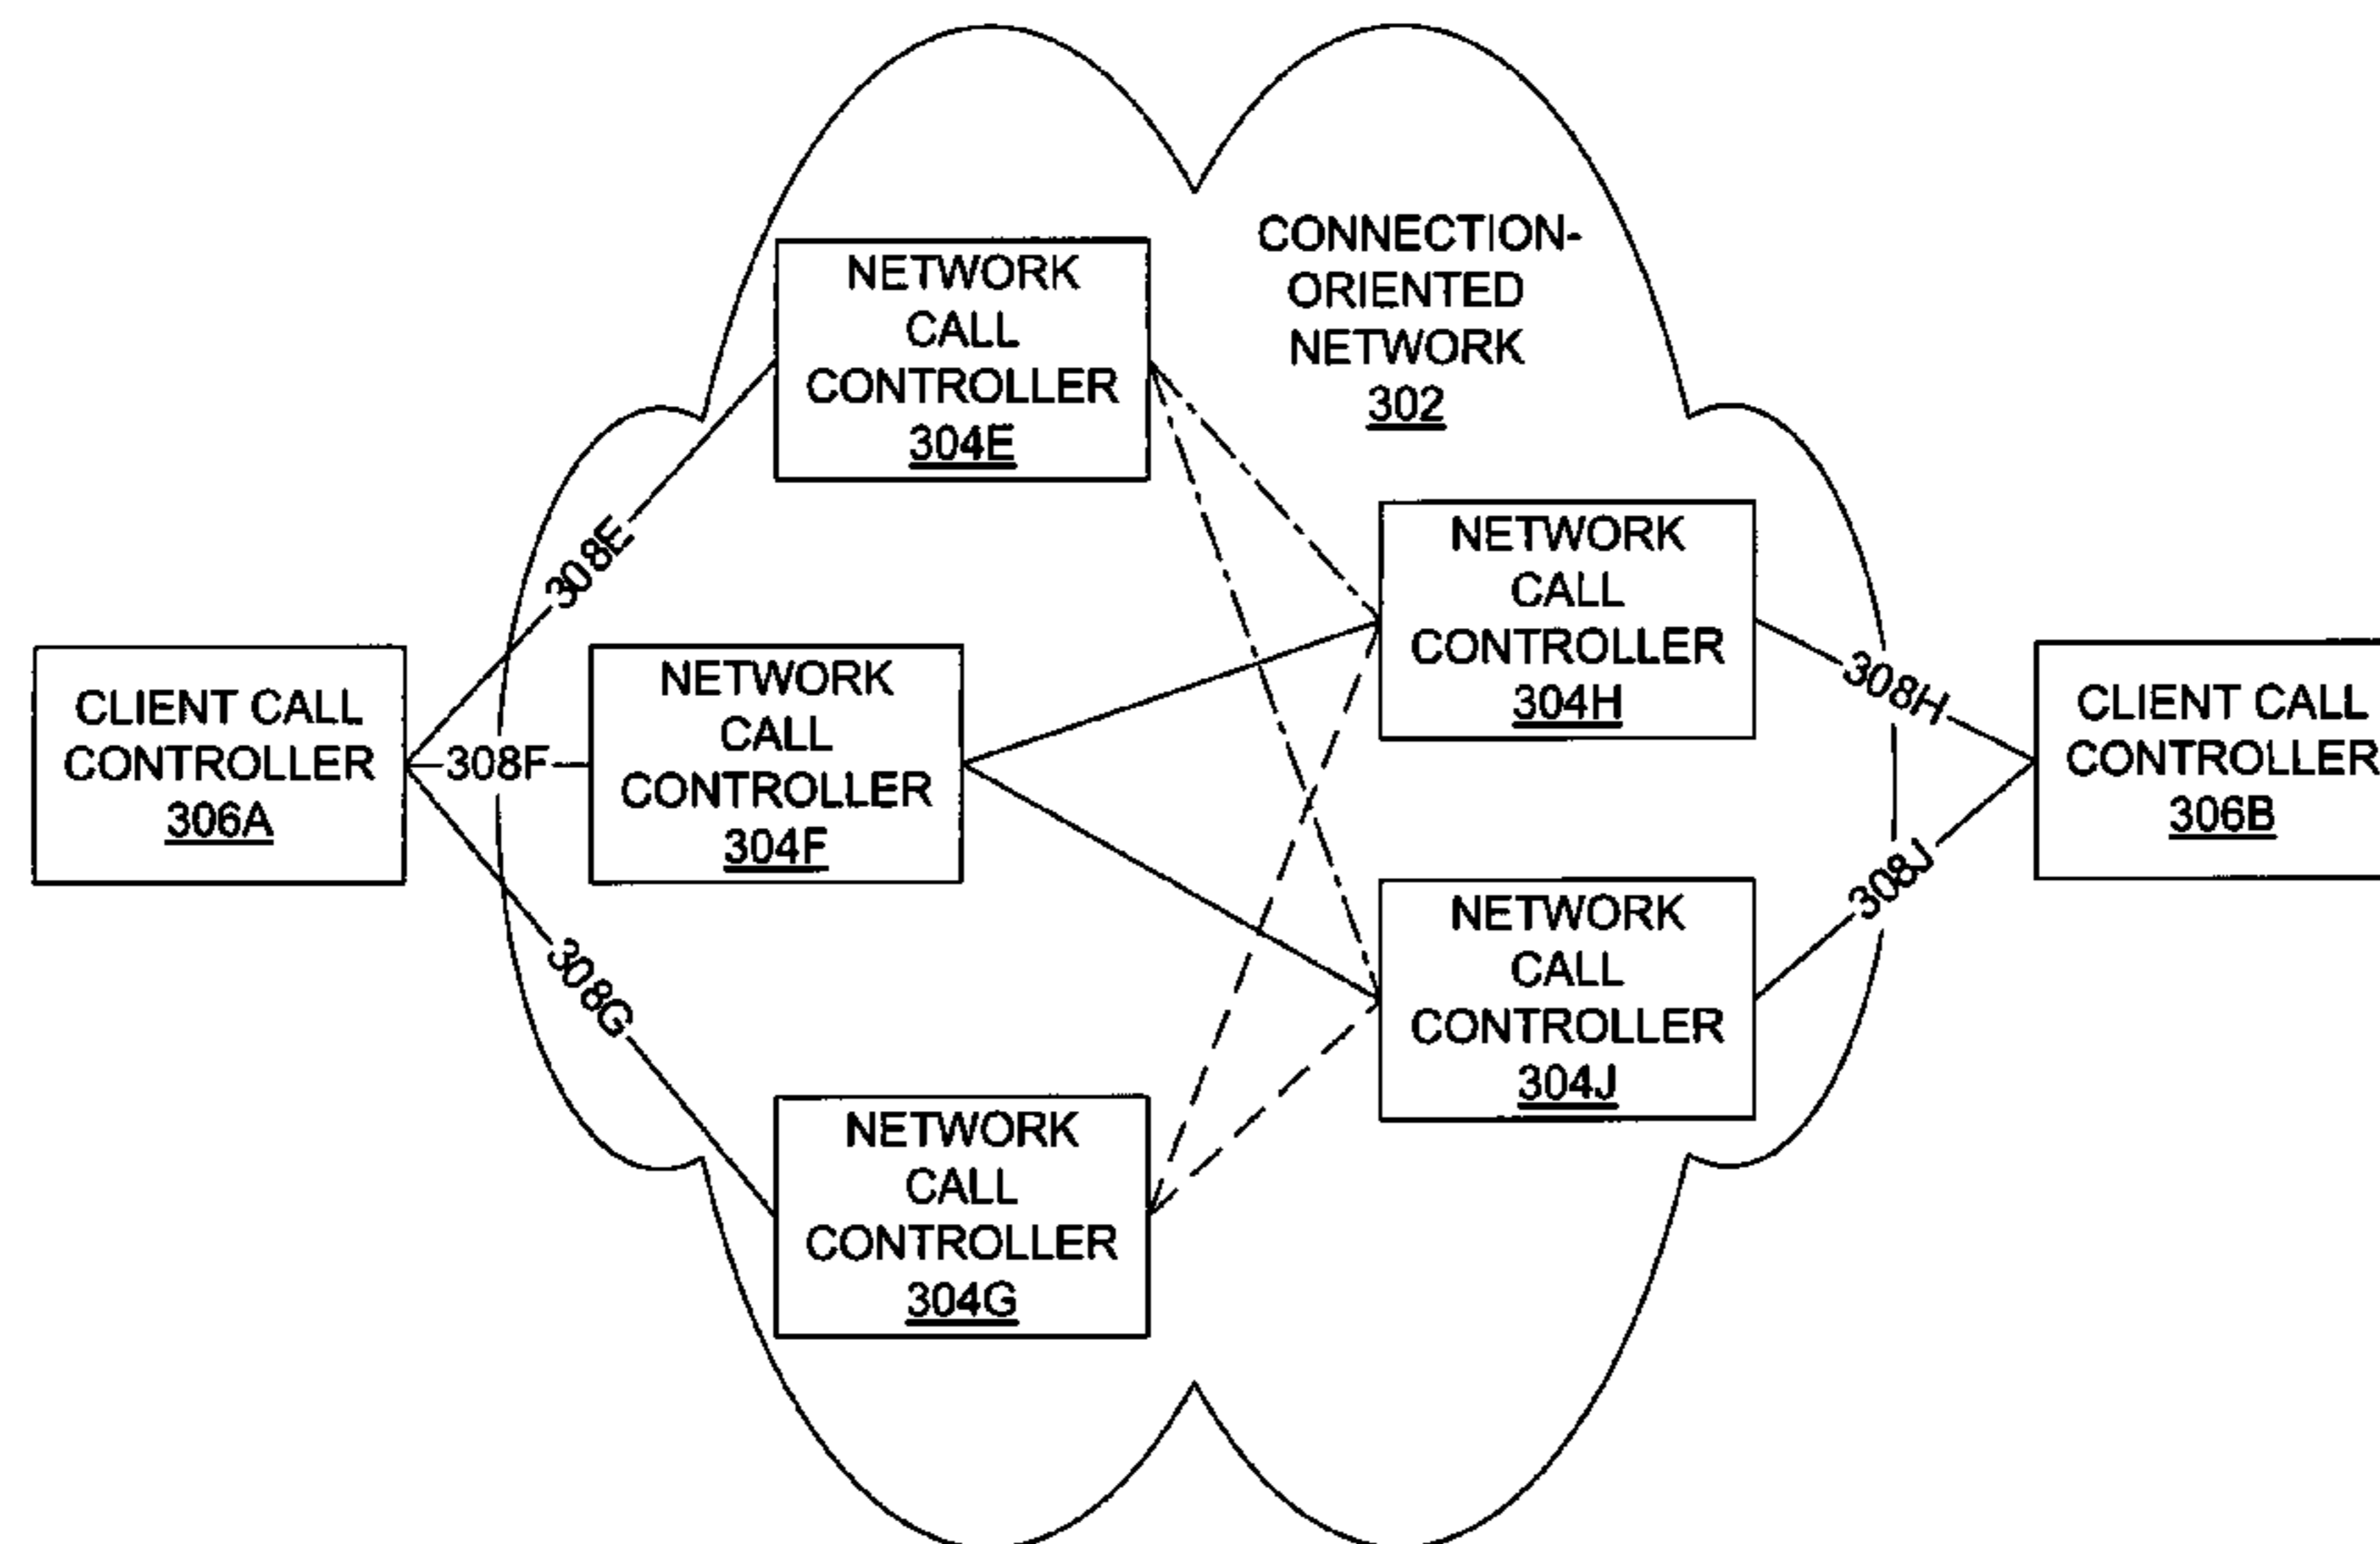 CONNECTION-
ORIENTED
NETWORK
302
NETWORK
CALL
CONTROLLER
304E
308E
NETWORK
CALL
CONTROLLER
304H
308H
CLIENT CALL
CONTROLLER
306A
308F
NETWORK
CALL
CONTROLLER
304F
CLIENT CALL
CONTROLLER
306B
308J
NETWORK
CALL
CONTROLLER
304J
308G
NETWORK
CALL
CONTROLLER
304G